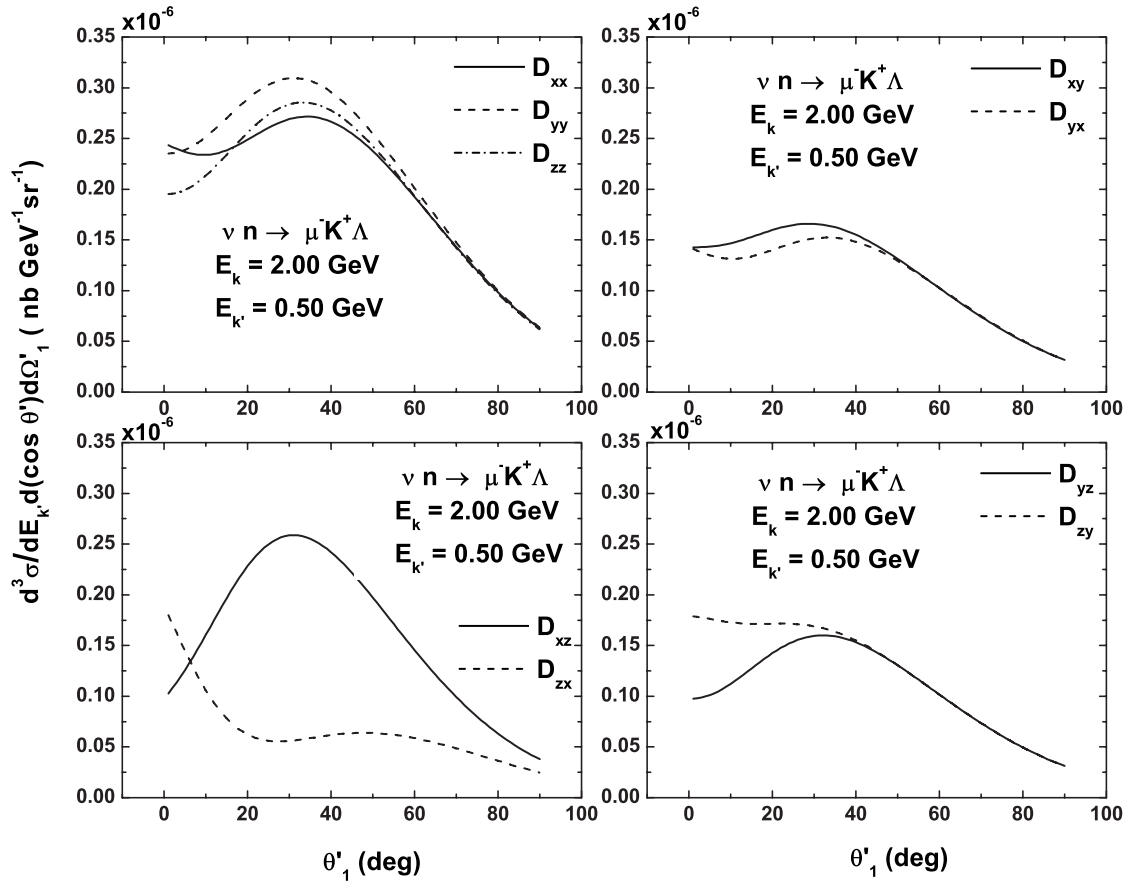 d³σ/dE_k' d(cos θ')dΩ'₁ ( nb GeV⁻¹sr⁻¹)
x10⁻⁶
0.35
0.30
0.25
0.20
0.15
0.10
0.05
0.00
0 20 40 60 80 100
D_xx
D_yy
D_zz
ν n → μ⁻K⁺Λ
E_k = 2.00 GeV
E_k' = 0.50 GeV
x10⁻⁶
0.35
0.30
0.25
0.20
0.15
0.10
0.05
0.00
0 20 40 60 80 100
ν n → μ⁻K⁺Λ
E_k = 2.00 GeV
E_k' = 0.50 GeV
D_xy
D_yx
x10⁻⁶
0.35
0.30
0.25
0.20
0.15
0.10
0.05
0.00
0 20 40 60 80 100
ν n → μ⁻K⁺Λ
E_k = 2.00 GeV
E_k' = 0.50 GeV
D_xz
D_zx
θ'₁ (deg)
x10⁻⁶
0.35
0.30
0.25
0.20
0.15
0.10
0.05
0.00
0 20 40 60 80 100
ν n → μ⁻K⁺Λ
E_k = 2.00 GeV
E_k' = 0.50 GeV
D_yz
D_zy
θ'₁ (deg)